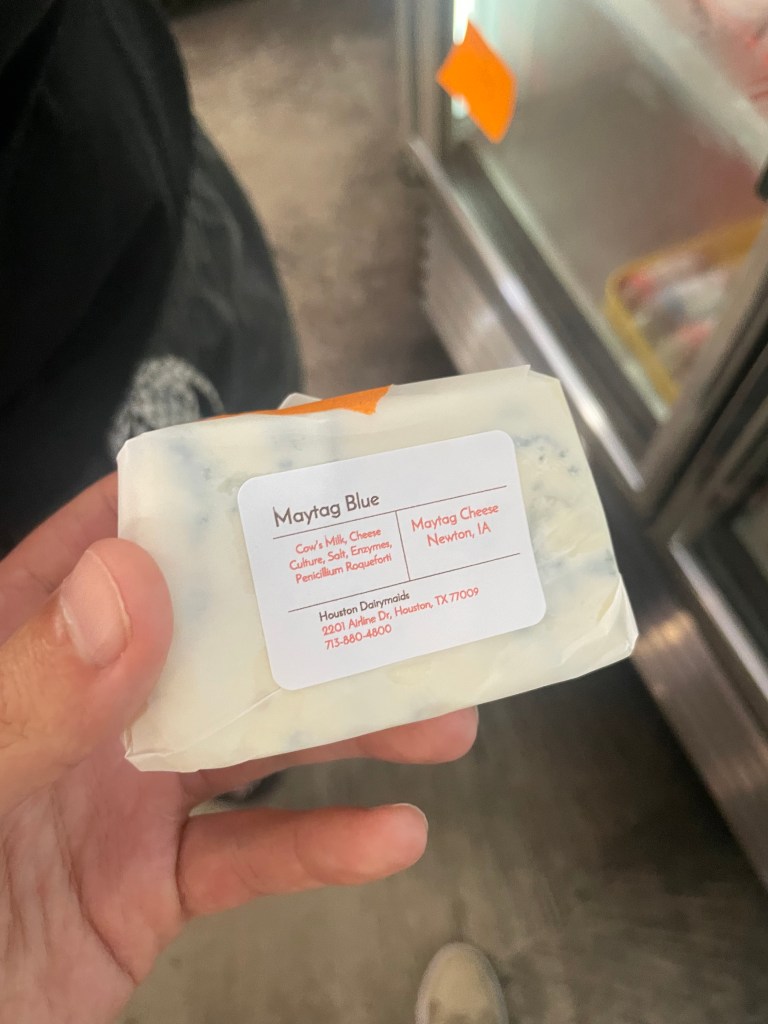 Maytag Blue
Cow's Milk, Cheese
Culture, Salt, Enzymes,
Penicillium Roqueforti
Maytag Cheese
Newton, IA
Houston Dairymaids
2201 Airline Dr, Houston, TX 77009
713-880-4800